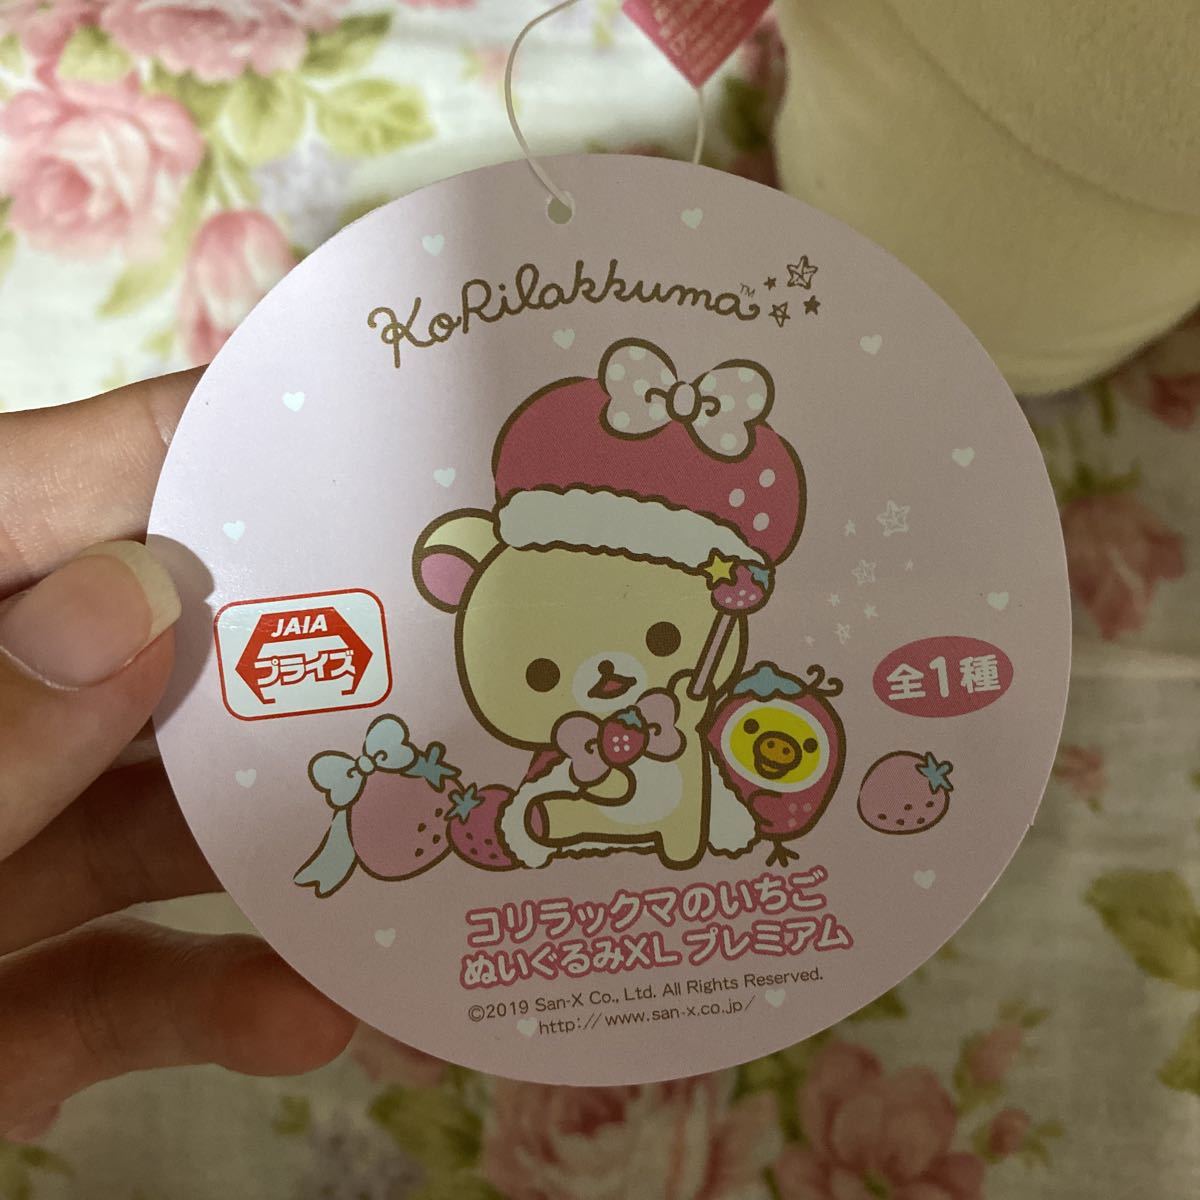 KoRilakkuma™
JAIA
プライズ
全1種
コリラックマのいちご
ぬいぐるみXL プレミアム
©2019 San-X Co., Ltd. All Rights Reserved.
http://www.san-x.co.jp/